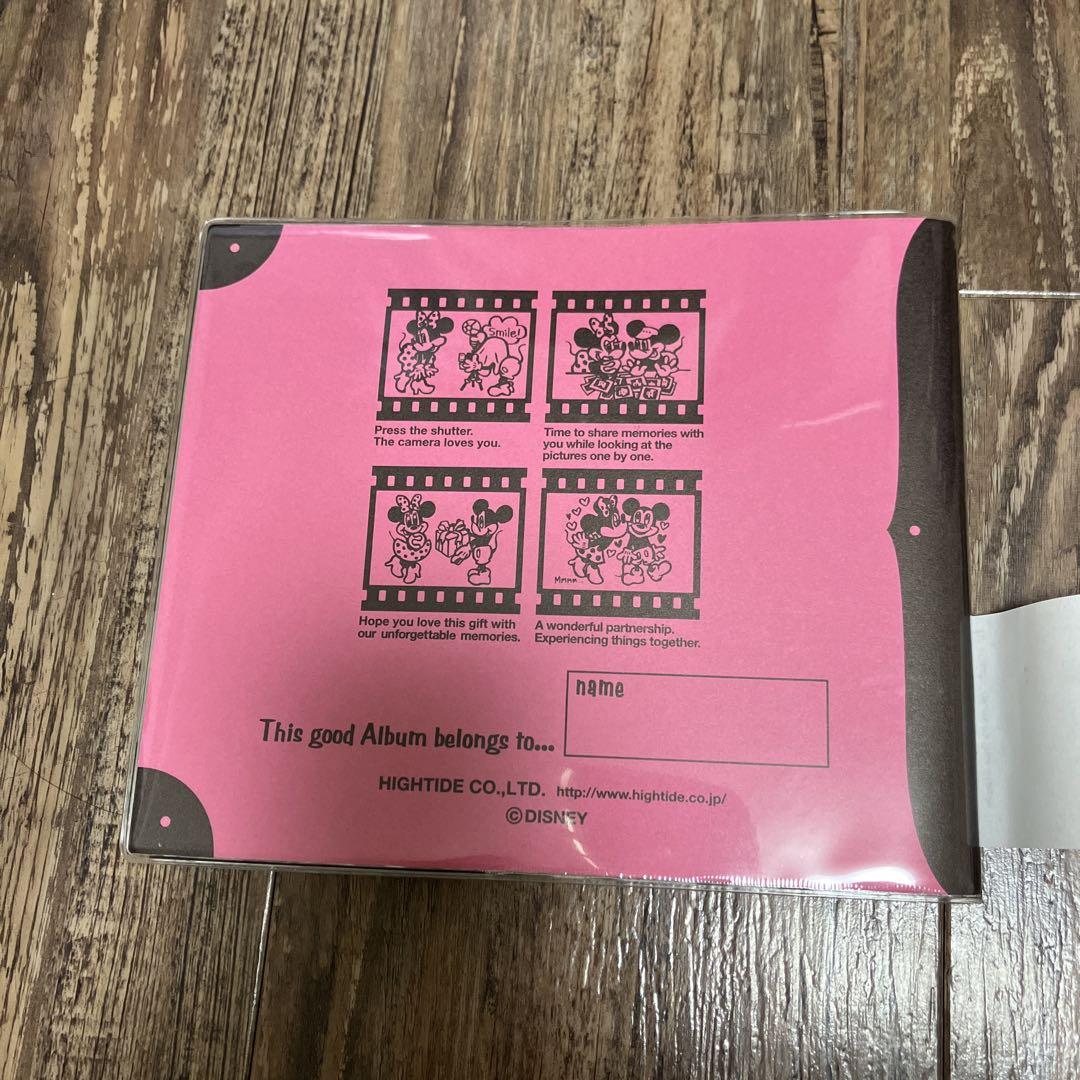 Smile!
Press the shutter.
The camera loves you.
Time to share memories with
you while looking at the
pictures one by one.
Mmmm...
Hope you love this gift with
our unforgettable memories.
A wonderful partnership.
Experiencing things together.
name
This good Album belongs to...
HIGHTIDE CO.,LTD. http://www.hightide.co.jp/
©DISNEY